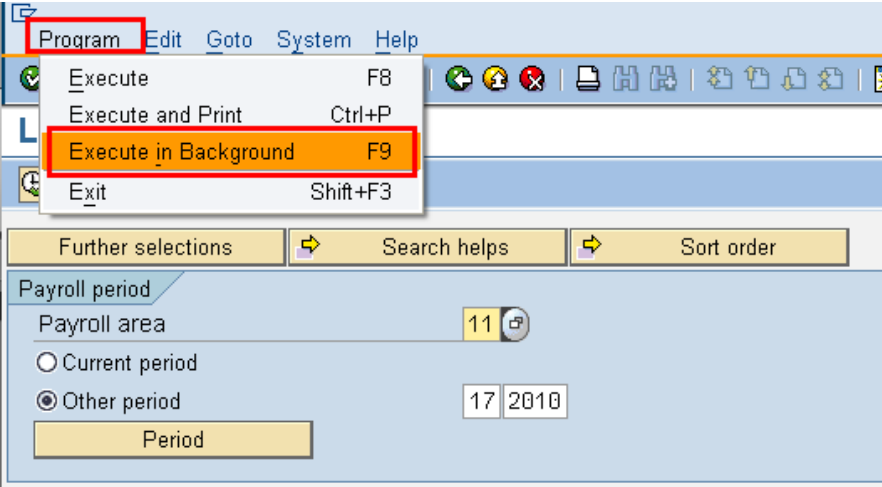 Program Edit Goto System Help
Execute F8
Execute and Print Ctrl+P
Execute in Background F9
Exit Shift+F3
L
Further selections Search helps Sort order
Payroll period
Payroll area 11
Current period
Other period 17 2010
Period